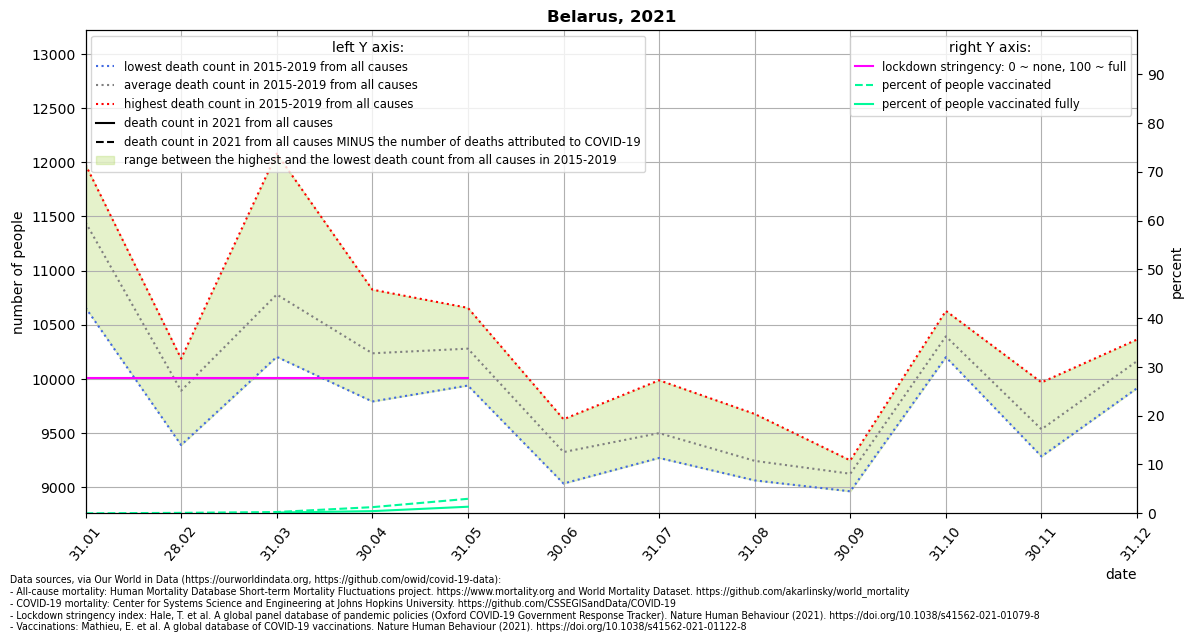 Belarus, 2021
left Y axis:
lowest death count in 2015-2019 from all causes
average death count in 2015-2019 from all causes
highest death count in 2015-2019 from all causes
death count in 2021 from all causes
death count in 2021 from all causes MINUS the number of deaths attributed to COVID-19
range between the highest and the lowest death count from all causes in 2015-2019
right Y axis:
lockdown stringency: 0 ~ none, 100 ~ full
percent of people vaccinated
percent of people vaccinated fully
number of people
13000
12500
12000
11500
11000
10500
10000
9500
9000
90
80
70
60
50
40
30
20
10
0
percent
31.01
28.02
31.03
30.04
31.05
30.06
31.07
31.08
30.09
31.10
30.11
31.12
date
Data sources, via Our World in Data (https://ourworldindata.org, https://github.com/owid/covid-19-data):
- All-cause mortality: Human Mortality Database Short-term Mortality Fluctuations project. https://www.mortality.org and World Mortality Dataset. https://github.com/akarlinsky/world_mortality
- COVID-19 mortality: Center for Systems Science and Engineering at Johns Hopkins University. https://github.com/CSSEGISandData/COVID-19
- Lockdown stringency index: Hale, T. et al. A global panel database of pandemic policies (Oxford COVID-19 Government Response Tracker). Nature Human Behaviour (2021). https://doi.org/10.1038/s41562-021-01079-8
- Vaccinations: Mathieu, E. et al. A global database of COVID-19 vaccinations. Nature Human Behaviour (2021). https://doi.org/10.1038/s41562-021-01122-8